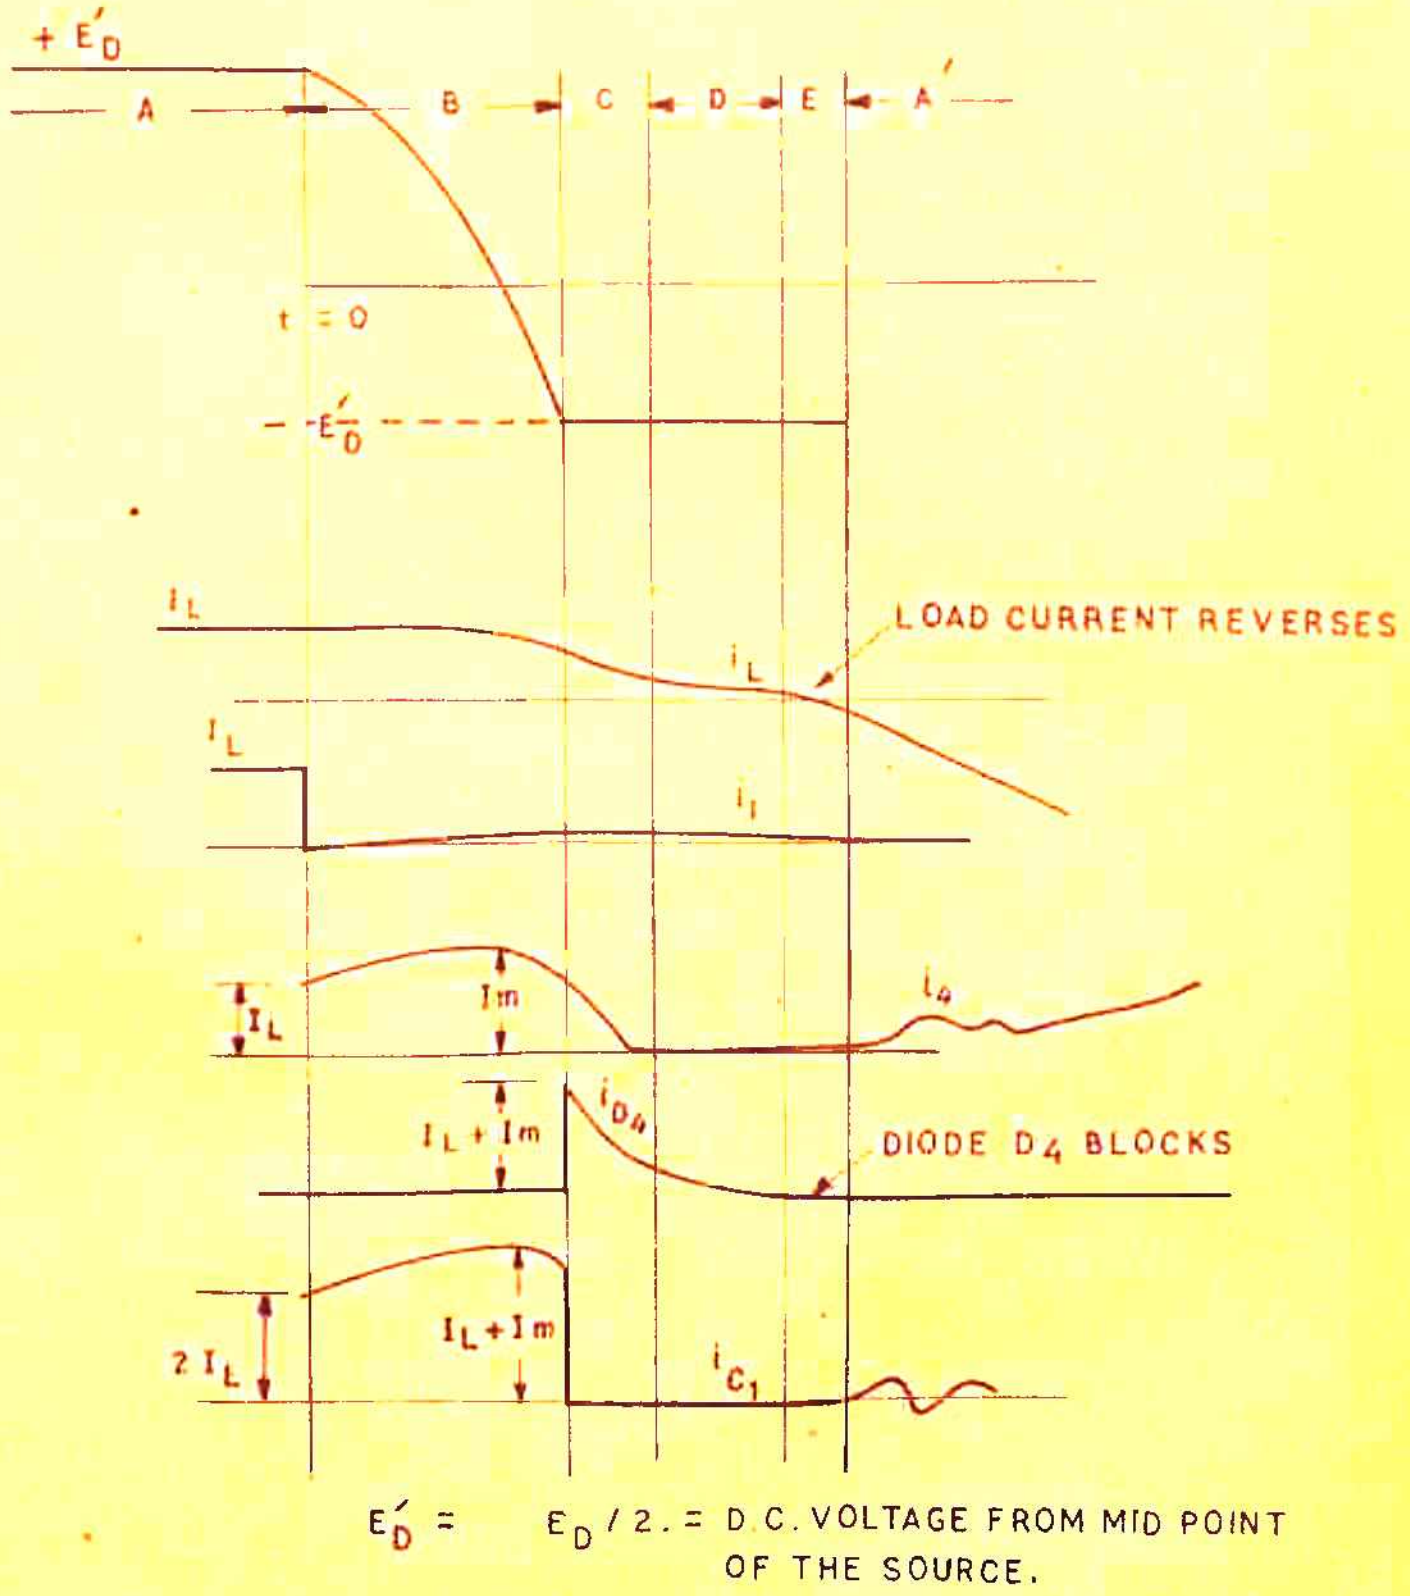 + E'D
A B C D E A'
t = 0
- E'D
IL
LOAD CURRENT REVERSES
iL
IL
i1
IL
Im
i4
IL + Im
iD4
DIODE D4 BLOCKS
2 IL
IL + Im
iC1
E'D = ED / 2. = D.C. VOLTAGE FROM MID POINT
OF THE SOURCE.